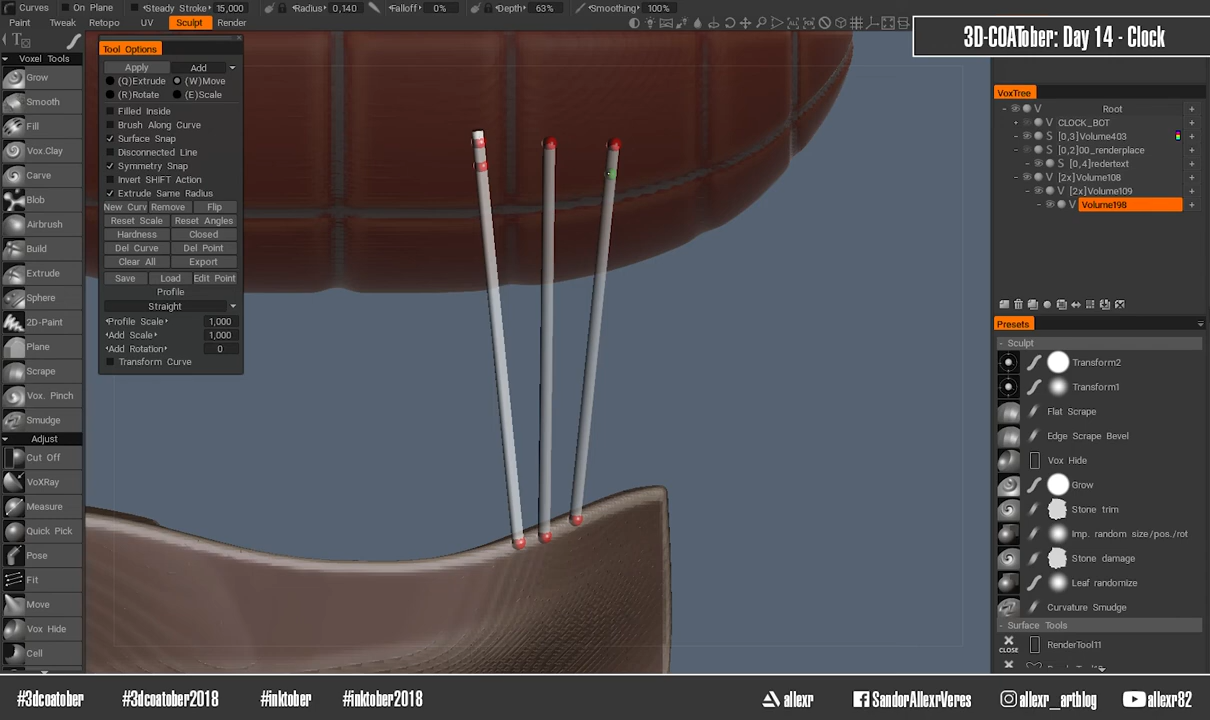 Curves On Plane Steady Stroke 15,000 Radius 0,140 Falloff 0% Depth 63% Smoothing 100%
Paint Tweak Retopo UV Sculpt Render
3D-COATober: Day 14 - Clock
Voxel Tools
Grow
Smooth
Fill
Vox.Clay
Carve
Blob
Airbrush
Build
Extrude
Sphere
2D-Paint
Plane
Scrape
Vox. Pinch
Smudge
Adjust
Cut Off
VoxRay
Measure
Quick Pick
Pose
Fit
Move
Vox Hide
Cell
Tool Options
Apply Add
(Q)Extrude (W)Move
(R)Rotate (E)Scale
Filled Inside
Brush Along Curve
Surface Snap
Disconnected Line
Symmetry Snap
Invert SHIFT Action
Extrude Same Radius
New Curv Remove Flip
Reset Scale Reset Angles
Hardness Closed
Del Curve Del Point
Clear All Export
Save Load Edit Point
Profile
Straight
Profile Scale 1,000
Add Scale 1,000
Add Rotation 0
Transform Curve
VoxTree
V Root +
+ V CLOCK_BOT +
S [0,3]Volume403 +
S [0,2]00_renderplace +
S [0,4]redertext +
V [2x]Volume108 +
V [2x]Volume109 +
V Volume198 +
Presets
Sculpt
Transform2
Transform1
Flat Scrape
Edge Scrape Bevel
Vox Hide
Grow
Stone trim
Imp. random size/pos./rot
Stone damage
Leaf randomize
Curvature Smudge
Surface Tools
CLOSE RenderTool11
#3dcoatober #3dcoatober2018 #inktober #inktober2018 allexr SandorAllexrVeres allexr_artblog allexr82